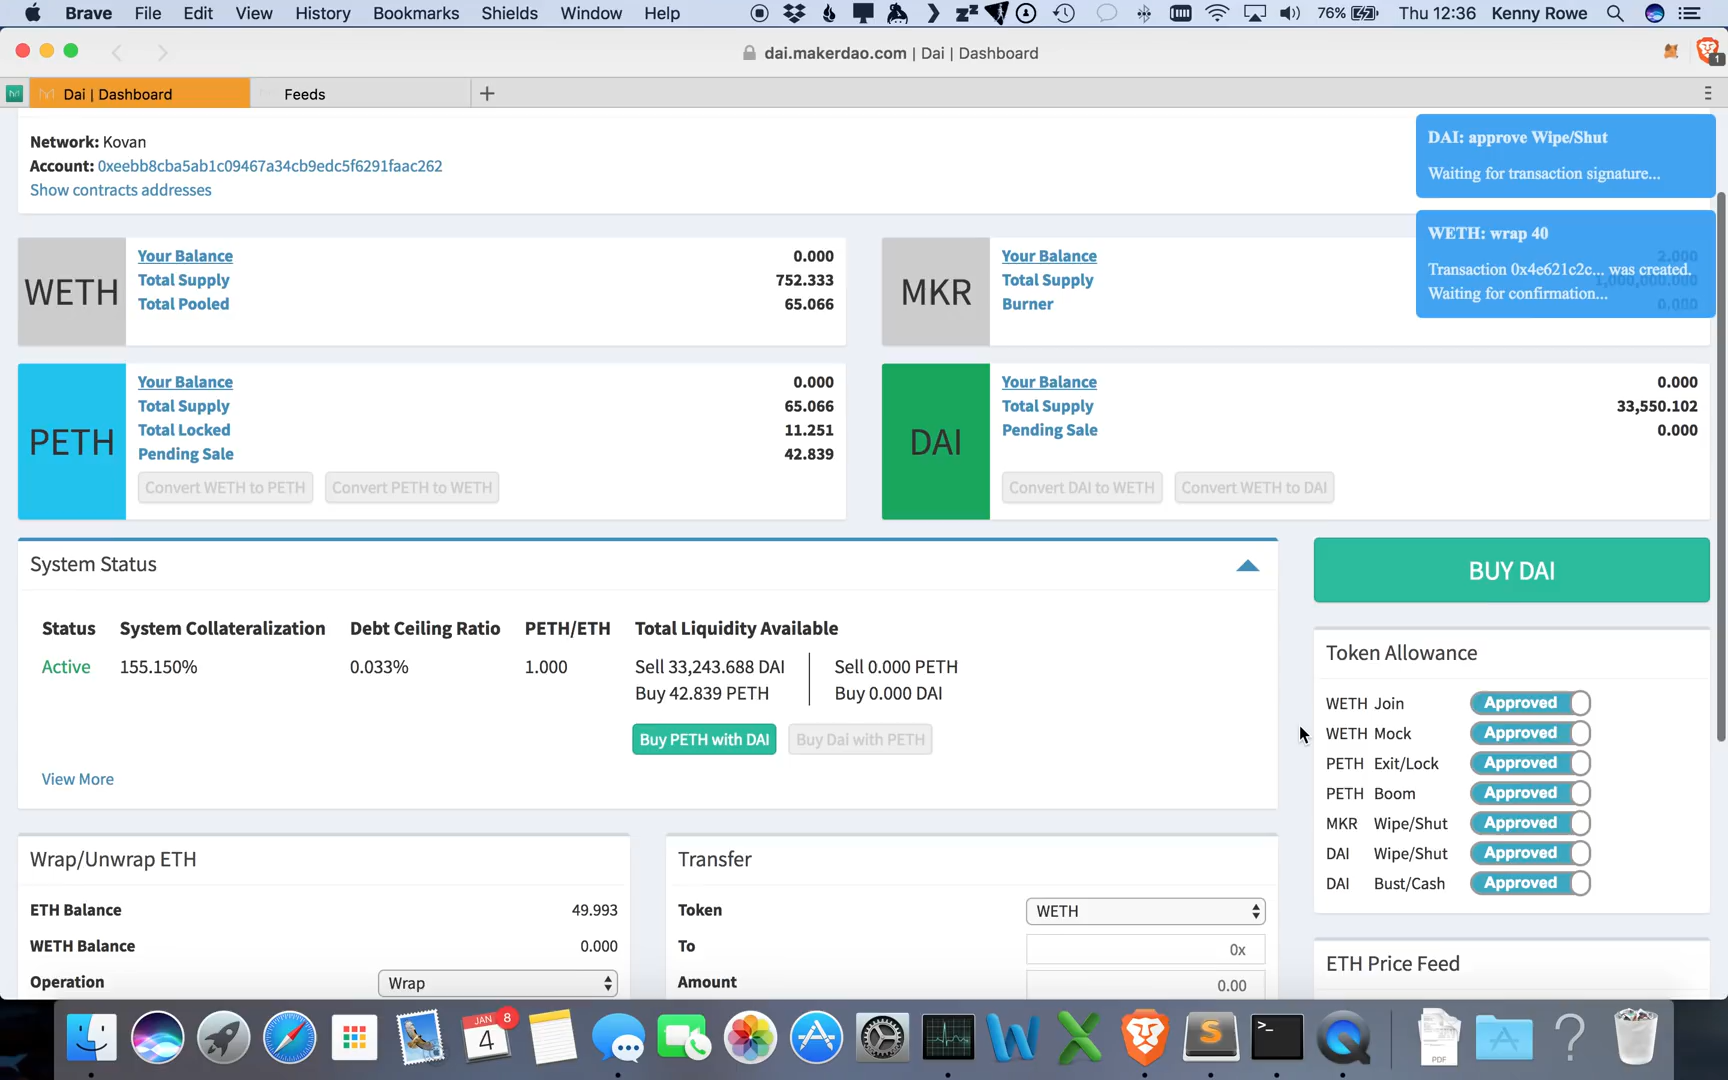 Brave File Edit View History Bookmarks Shields Window Help 76% Thu 12:36 Kenny Rowe
dai.makerdao.com | Dai | Dashboard
1
Dai | Dashboard
Feeds
Network: Kovan
Account: 0xeebb8cba5ab1c09467a34cb9edc5f6291faac262
Show contracts addresses
DAI: approve Wipe/Shut
Waiting for transaction signature...
WETH: wrap 40
Transaction 0x4e621c2c... was created.
Waiting for confirmation...
WETH
Your Balance 0.000
Total Supply 752.333
Total Pooled 65.066
MKR
Your Balance 2.000
Total Supply 1,000,000.000
Burner 0.000
PETH
Your Balance 0.000
Total Supply 65.066
Total Locked 11.251
Pending Sale 42.839
Convert WETH to PETH Convert PETH to WETH
DAI
Your Balance 0.000
Total Supply 33,550.102
Pending Sale 0.000
Convert DAI to WETH Convert WETH to DAI
System Status
Status System Collateralization Debt Ceiling Ratio PETH/ETH Total Liquidity Available
Active 155.150% 0.033% 1.000 Sell 33,243.688 DAI Sell 0.000 PETH
Buy 42.839 PETH Buy 0.000 DAI
Buy PETH with DAI Buy Dai with PETH
View More
BUY DAI
Token Allowance
WETH Join Approved
WETH Mock Approved
PETH Exit/Lock Approved
PETH Boom Approved
MKR Wipe/Shut Approved
DAI Wipe/Shut Approved
DAI Bust/Cash Approved
Wrap/Unwrap ETH
ETH Balance 49.993
WETH Balance 0.000
Operation Wrap
Transfer
Token WETH
To 0x
Amount 0.00
ETH Price Feed
JAN
4
8
PDF